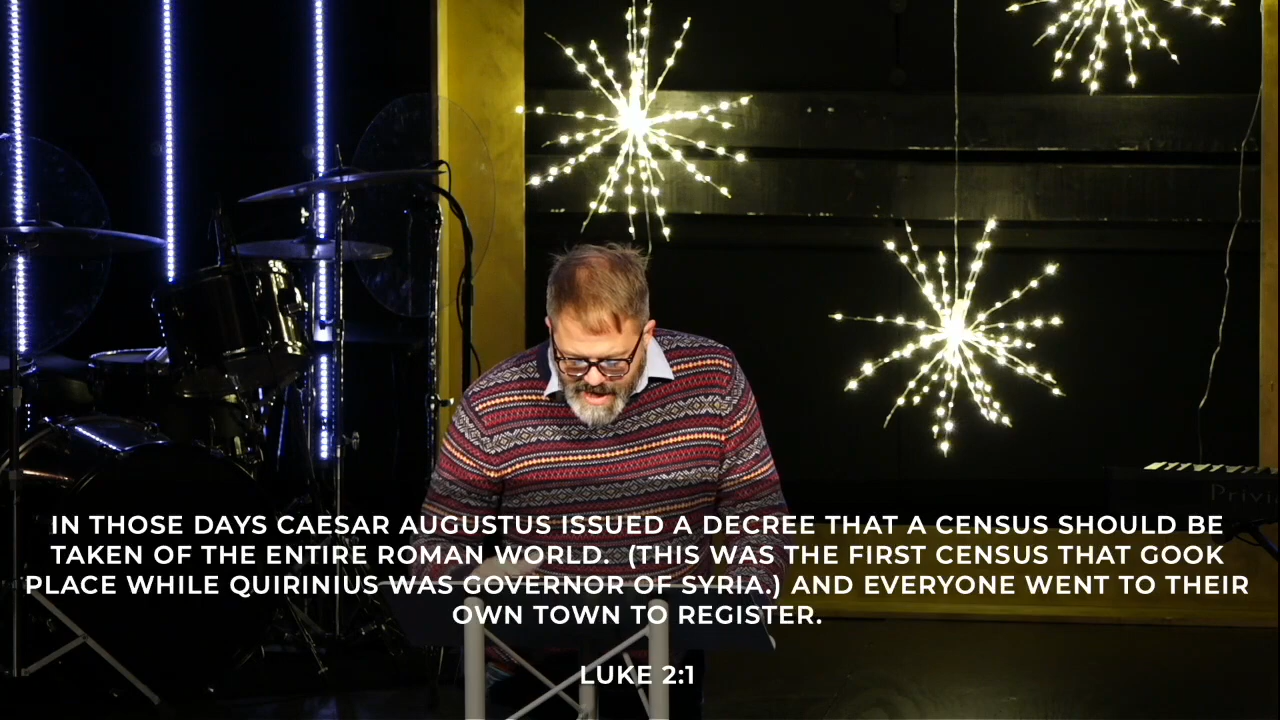 IN THOSE DAYS CAESAR AUGUSTUS ISSUED A DECREE THAT A CENSUS SHOULD BE
TAKEN OF THE ENTIRE ROMAN WORLD.  (THIS WAS THE FIRST CENSUS THAT GOOK
PLACE WHILE QUIRINIUS WAS GOVERNOR OF SYRIA.) AND EVERYONE WENT TO THEIR
OWN TOWN TO REGISTER.
LUKE 2:1